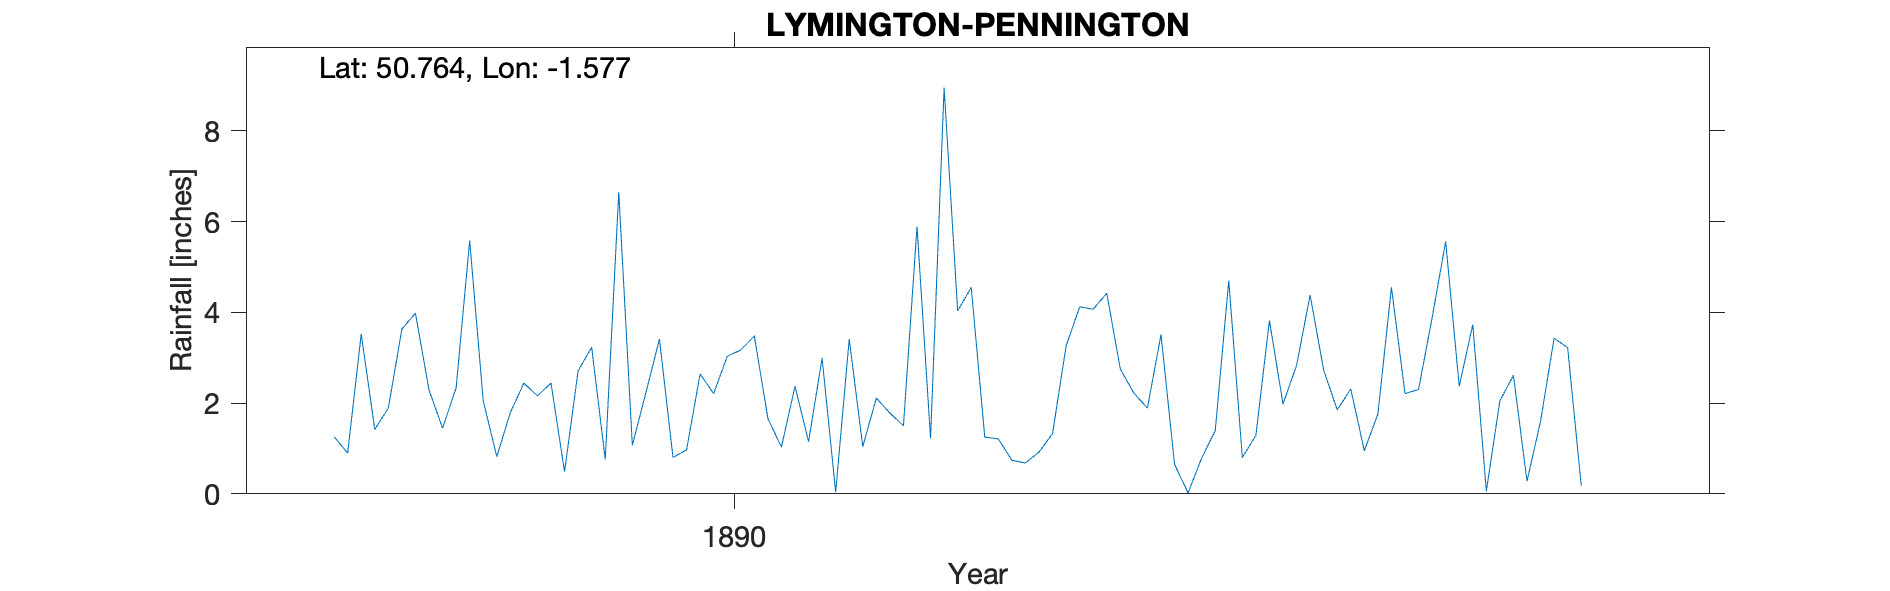 LYMINGTON-PENNINGTON
Lat: 50.764, Lon: -1.577
8
6
4
2
0
Rainfall [inches]
1890
Year